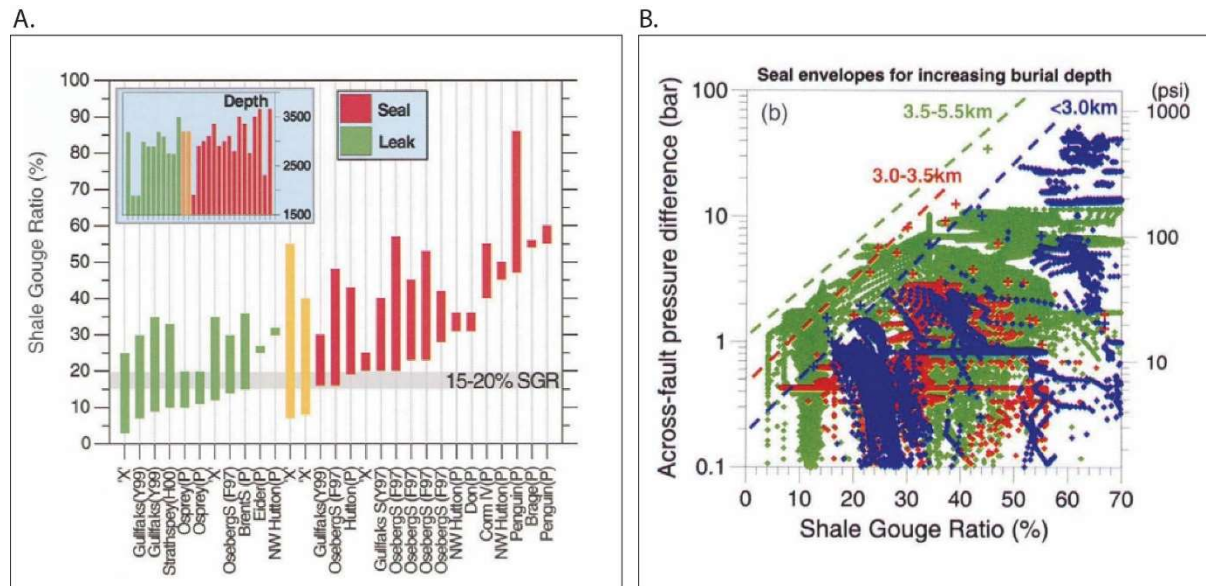 A.
100
90
80
70
60
50
40
30
20
10
0
Shale Gouge Ratio (%)
Depth
3500
2500
1500
Seal
Leak
15-20% SGR
'X'
Gullfaks(Y99)
Gullfaks(Y99)
Strathspey(H00)
Osprey(P)
Osprey(P)
'X'
OsebergS (F97)
BrentS (P)
Eider(P)
NW Hutton(P)
'X'
'X'
Gullfaks(Y99)
OsebergS (F97)
Hutton(P)
'X'
Gullfaks S(Y97)
OsebergS (F97)
OsebergS (F97)
OsebergS (F97)
OsebergS (F97)
NW Hutton(P)
Don(P)
Corm IV(P)
NW Hutton(P)
Penguin(P)
Brage(P)
Penguin(P)
B.
Seal envelopes for increasing burial depth
(psi)
(b)
3.5-5.5km
<3.0km
3.0-3.5km
100
10
1
0.1
Across-fault pressure difference (bar)
1000
100
10
0 10 20 30 40 50 60 70
Shale Gouge Ratio (%)